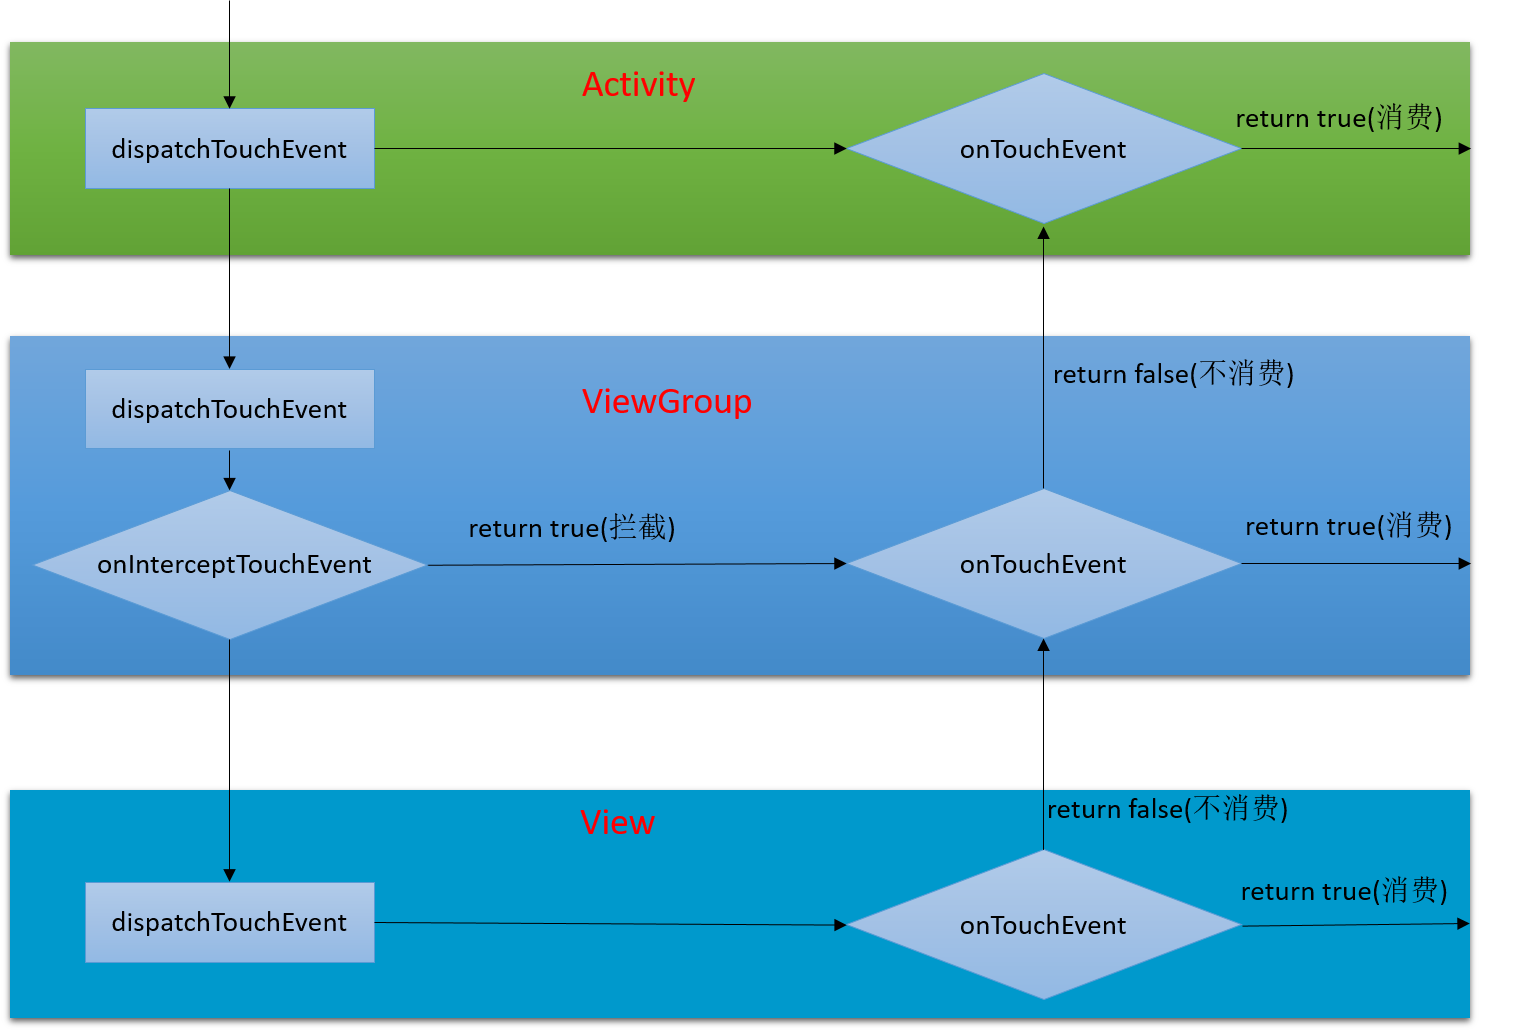 Activity
return true(消费)
dispatchTouchEvent
onTouchEvent
return false(不消费)
ViewGroup
dispatchTouchEvent
return true(拦截)
return true(消费)
onInterceptTouchEvent
onTouchEvent
return false(不消费)
View
return true(消费)
dispatchTouchEvent
onTouchEvent